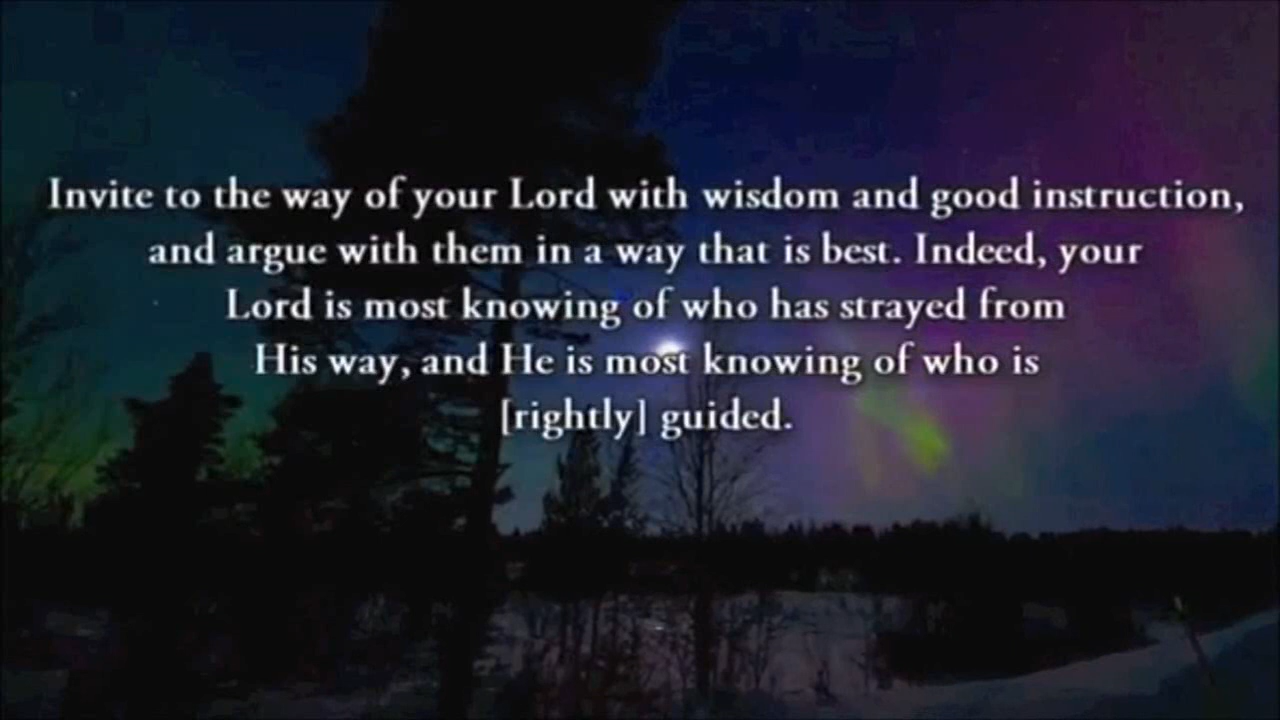 Invite to the way of your Lord with wisdom and good instruction,
and argue with them in a way that is best. Indeed, your
Lord is most knowing of who has strayed from
His way, and He is most knowing of who is
[rightly] guided.